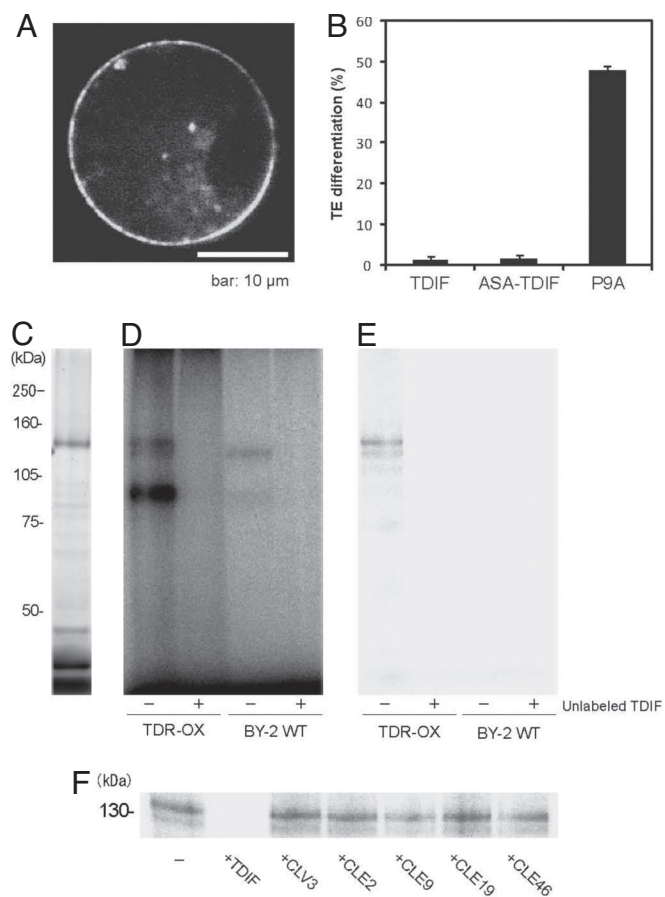 A
bar: 10 μm
B
TE differentiation (%)
60
50
40
30
20
10
0
TDIF
ASA-TDIF
P9A
C
(kDa)
250–
160-
105-
75-
50-
D
– + – +
TDR-OX BY-2 WT
E
– + – + Unlabeled TDIF
TDR-OX BY-2 WT
F
(kDa)
130-
–
+TDIF
+CLV3
+CLE2
+CLE9
+CLE19
+CLE46